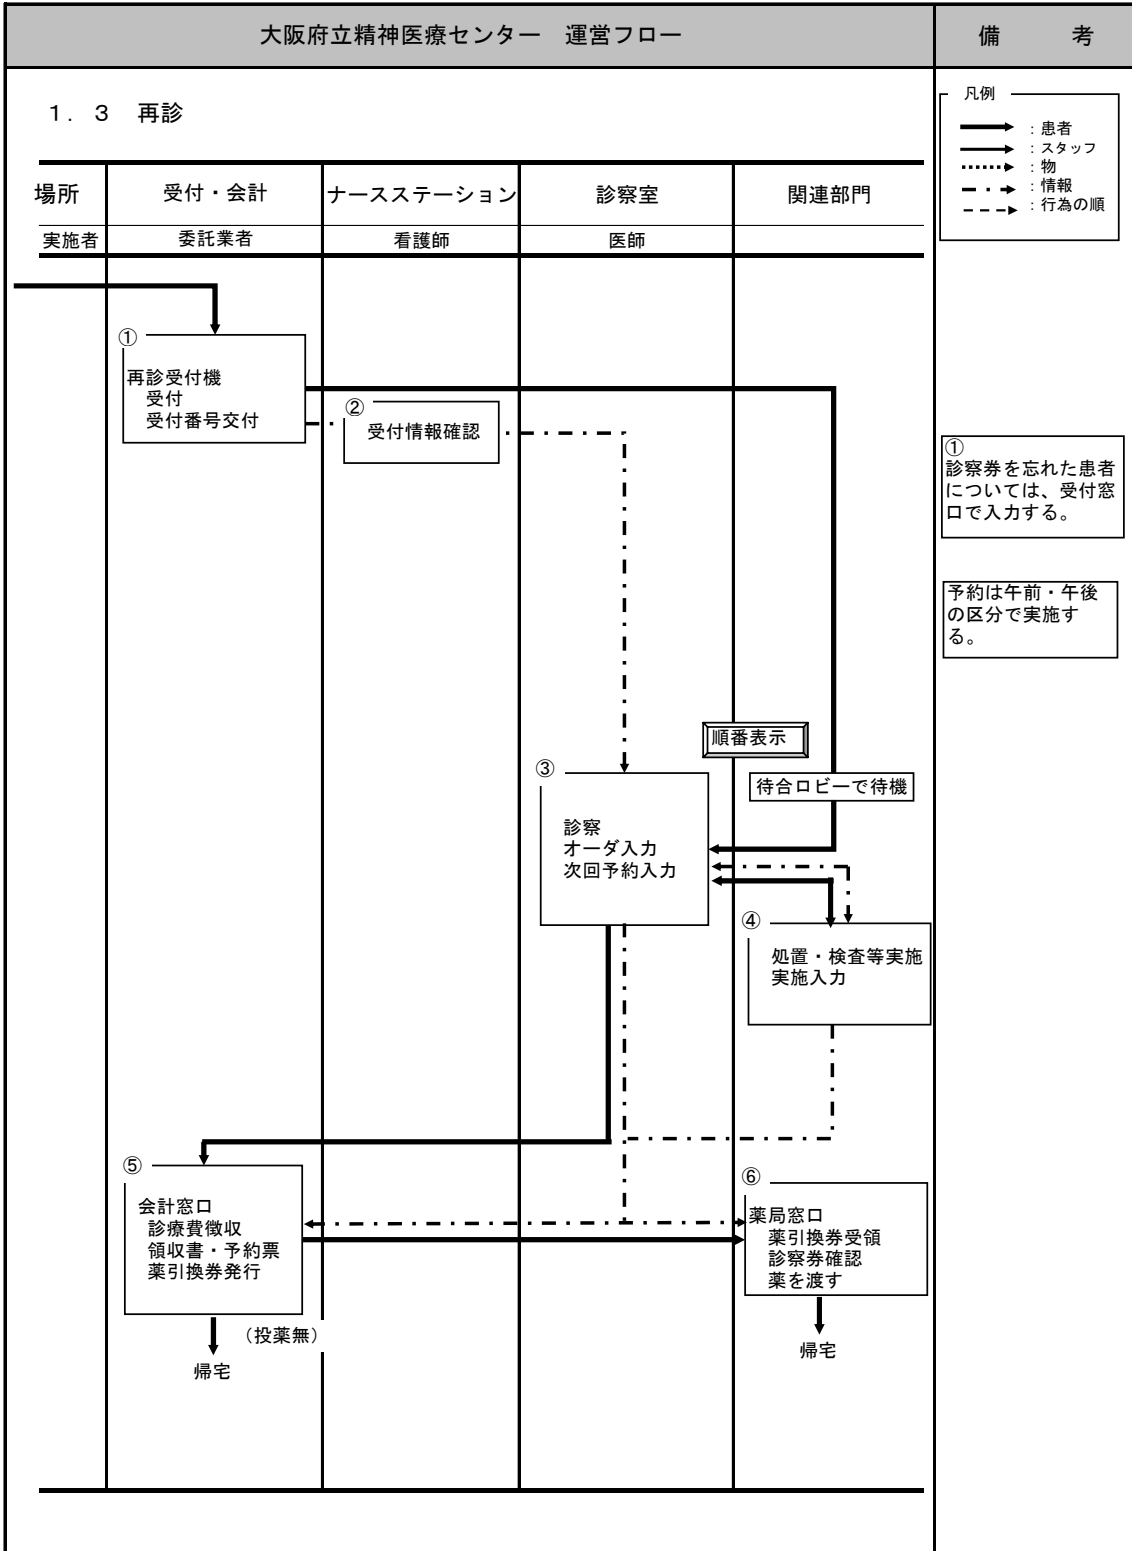 大阪府立精神医療センター　運営フロー
備　　考
１．３　再診
凡例
：患者
：スタッフ
：物
：情報
：行為の順
場所
受付・会計
ナースステーション
診察室
関連部門
実施者
委託業者
看護師
医師
①
再診受付機
受付
受付番号交付
②
受付情報確認
①
診察券を忘れた患者
については、受付窓
口で入力する。
予約は午前・午後
の区分で実施す
る。
順番表示
待合ロビーで待機
③
診察
オーダ入力
次回予約入力
④
処置・検査等実施
実施入力
⑤
会計窓口
診療費徴収
領収書・予約票
薬引換券発行
（投薬無）
帰宅
⑥
薬局窓口
薬引換券受領
診察券確認
薬を渡す
帰宅